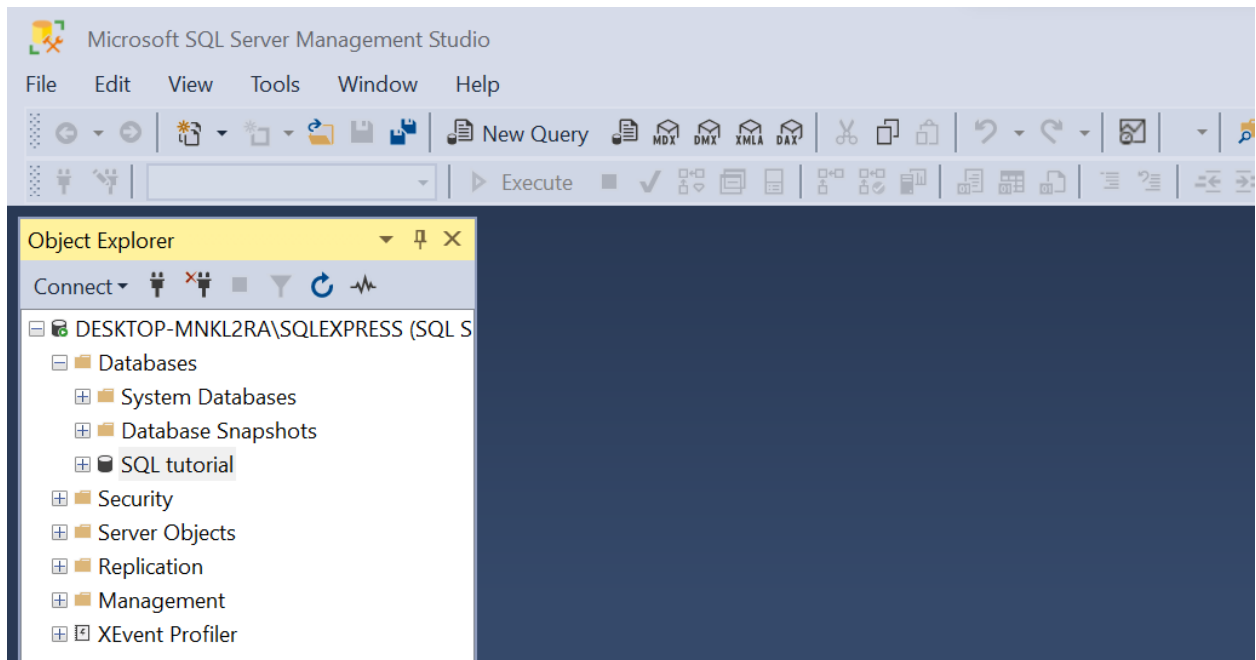 Microsoft SQL Server Management Studio
File Edit View Tools Window Help
New Query MDX DMX XMLA DAX
Execute
Object Explorer
Connect
DESKTOP-MNKL2RA\SQLEXPRESS (SQL S
Databases
System Databases
Database Snapshots
SQL tutorial
Security
Server Objects
Replication
Management
XEvent Profiler